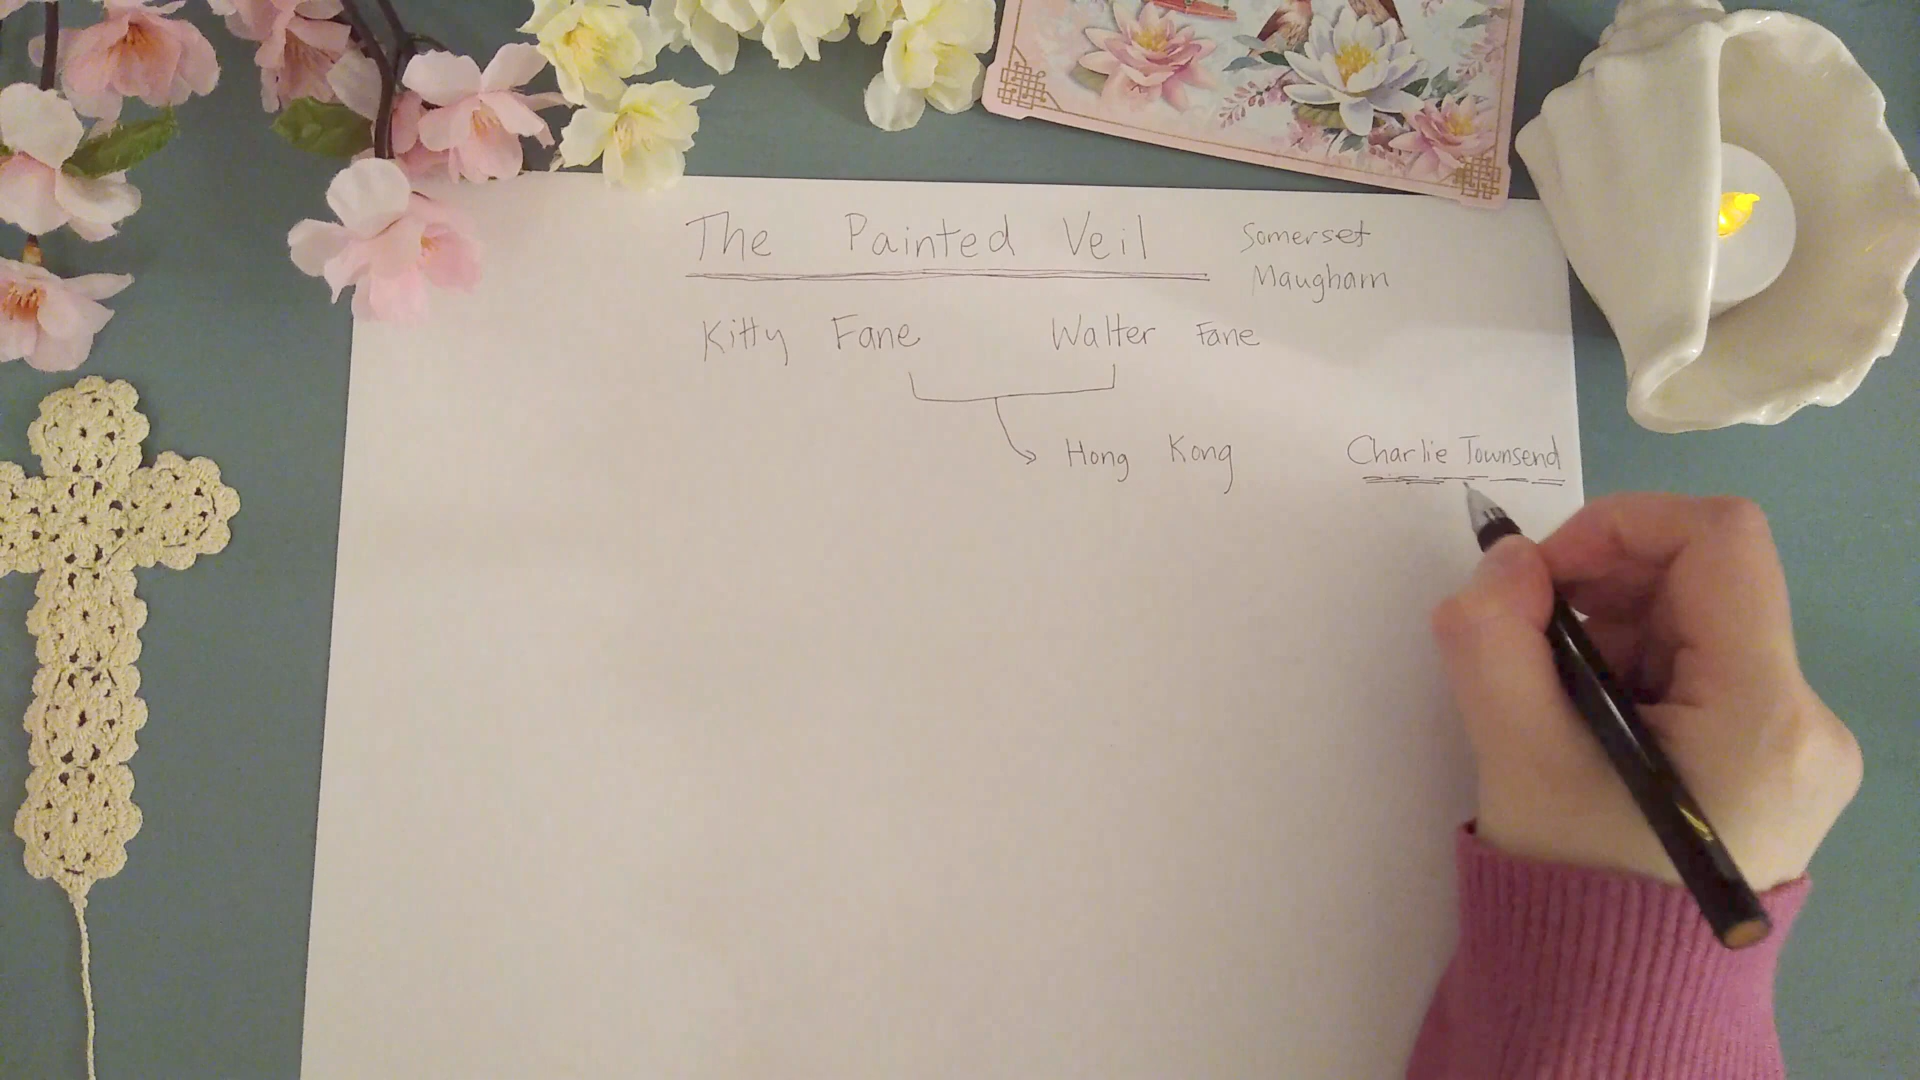 The Painted Veil
Somerset
Maugham
Kitty Fane Walter Fane
Hong Kong Charlie Townsend